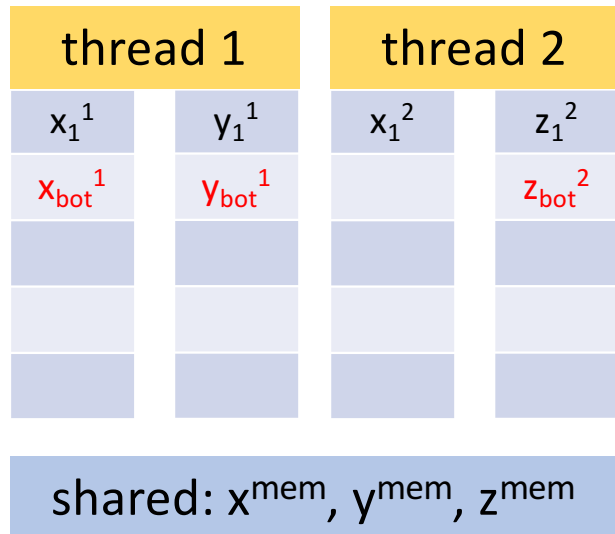 thread 1 thread 2
x₁¹ y₁¹ x₁² z₁²
x_bot¹ y_bot¹ z_bot²
shared: x^mem, y^mem, z^mem